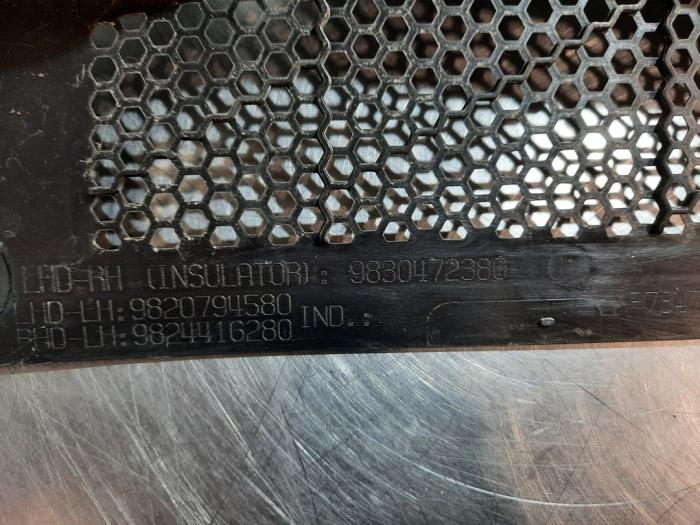 LHD-RH (INSULATOR): 9830472380
LHD-LH:9820794580 IND.:
RHD-LH:9824416280